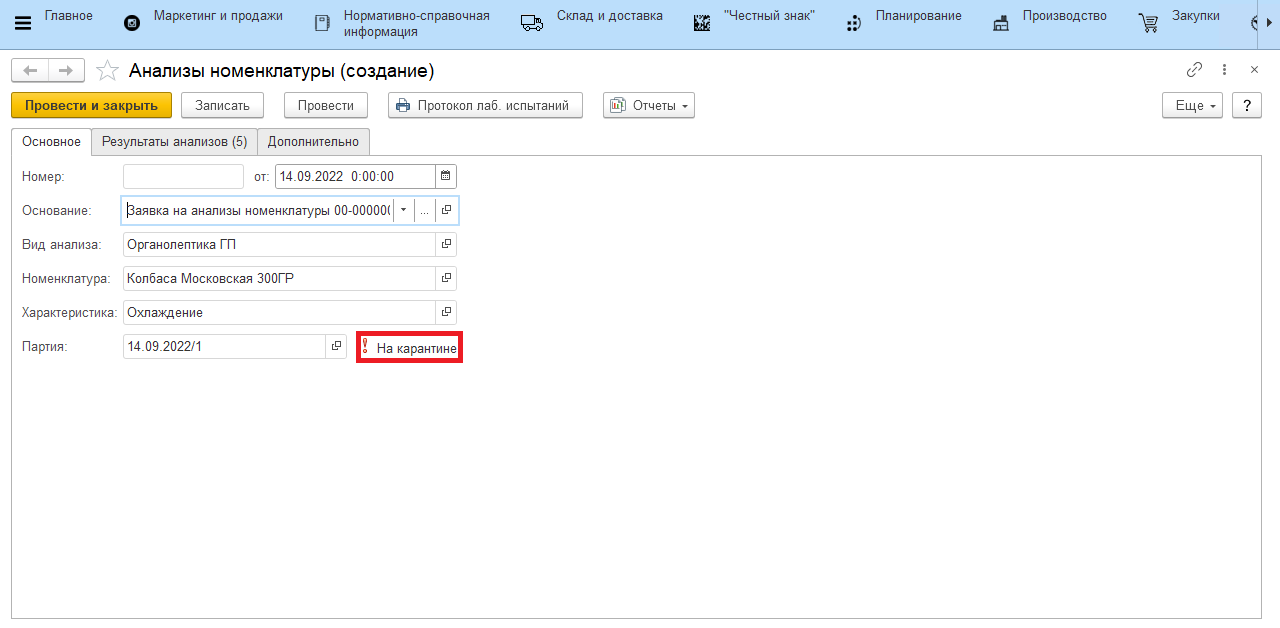 Главное
Маркетинг и продажи
Нормативно-справочная
информация
Склад и доставка
"Честный знак"
Планирование
Производство
Закупки
Анализы номенклатуры (создание)
Провести и закрыть
Записать
Провести
Протокол лаб. испытаний
Отчеты
Еще
?
Основное
Результаты анализов (5)
Дополнительно
Номер:
от: 14.09.2022 0:00:00
Основание: Заявка на анализы номенклатуры 00-000000
...
Вид анализа: Органолептика ГП
Номенклатура: Колбаса Московская 300ГР
Характеристика: Охлаждение
Партия: 14.09.2022/1
! На карантине